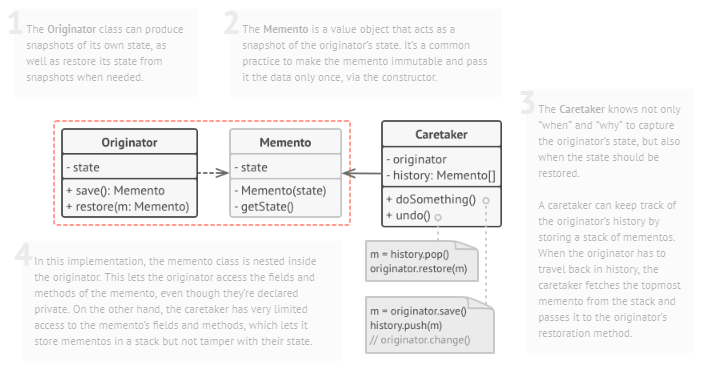 1
The Originator class can produce
snapshots of its own state, as
well as restore its state from
snapshots when needed.
2
The Memento is a value object that acts as a
snapshot of the originator's state. It's a common
practice to make the memento immutable and pass
it the data only once, via the constructor.
3
The Caretaker knows not only
"when" and "why" to capture
the originator's state, but also
when the state should be
restored.
A caretaker can keep track of
the originator's history by
storing a stack of mementos.
When the originator has to
travel back in history, the
caretaker fetches the topmost
memento from the stack and
passes it to the originator's
restoration method.
Originator
- state
+ save(): Memento
+ restore(m: Memento)
Memento
- state
- Memento(state)
- getState()
Caretaker
- originator
- history: Memento[]
+ doSomething()
+ undo()
m = history.pop()
originator.restore(m)
m = originator.save()
history.push(m)
// originator.change()
4
In this implementation, the memento class is nested inside
the originator. This lets the originator access the fields and
methods of the memento, even though they're declared
private. On the other hand, the caretaker has very limited
access to the memento's fields and methods, which lets it
store mementos in a stack but not tamper with their state.